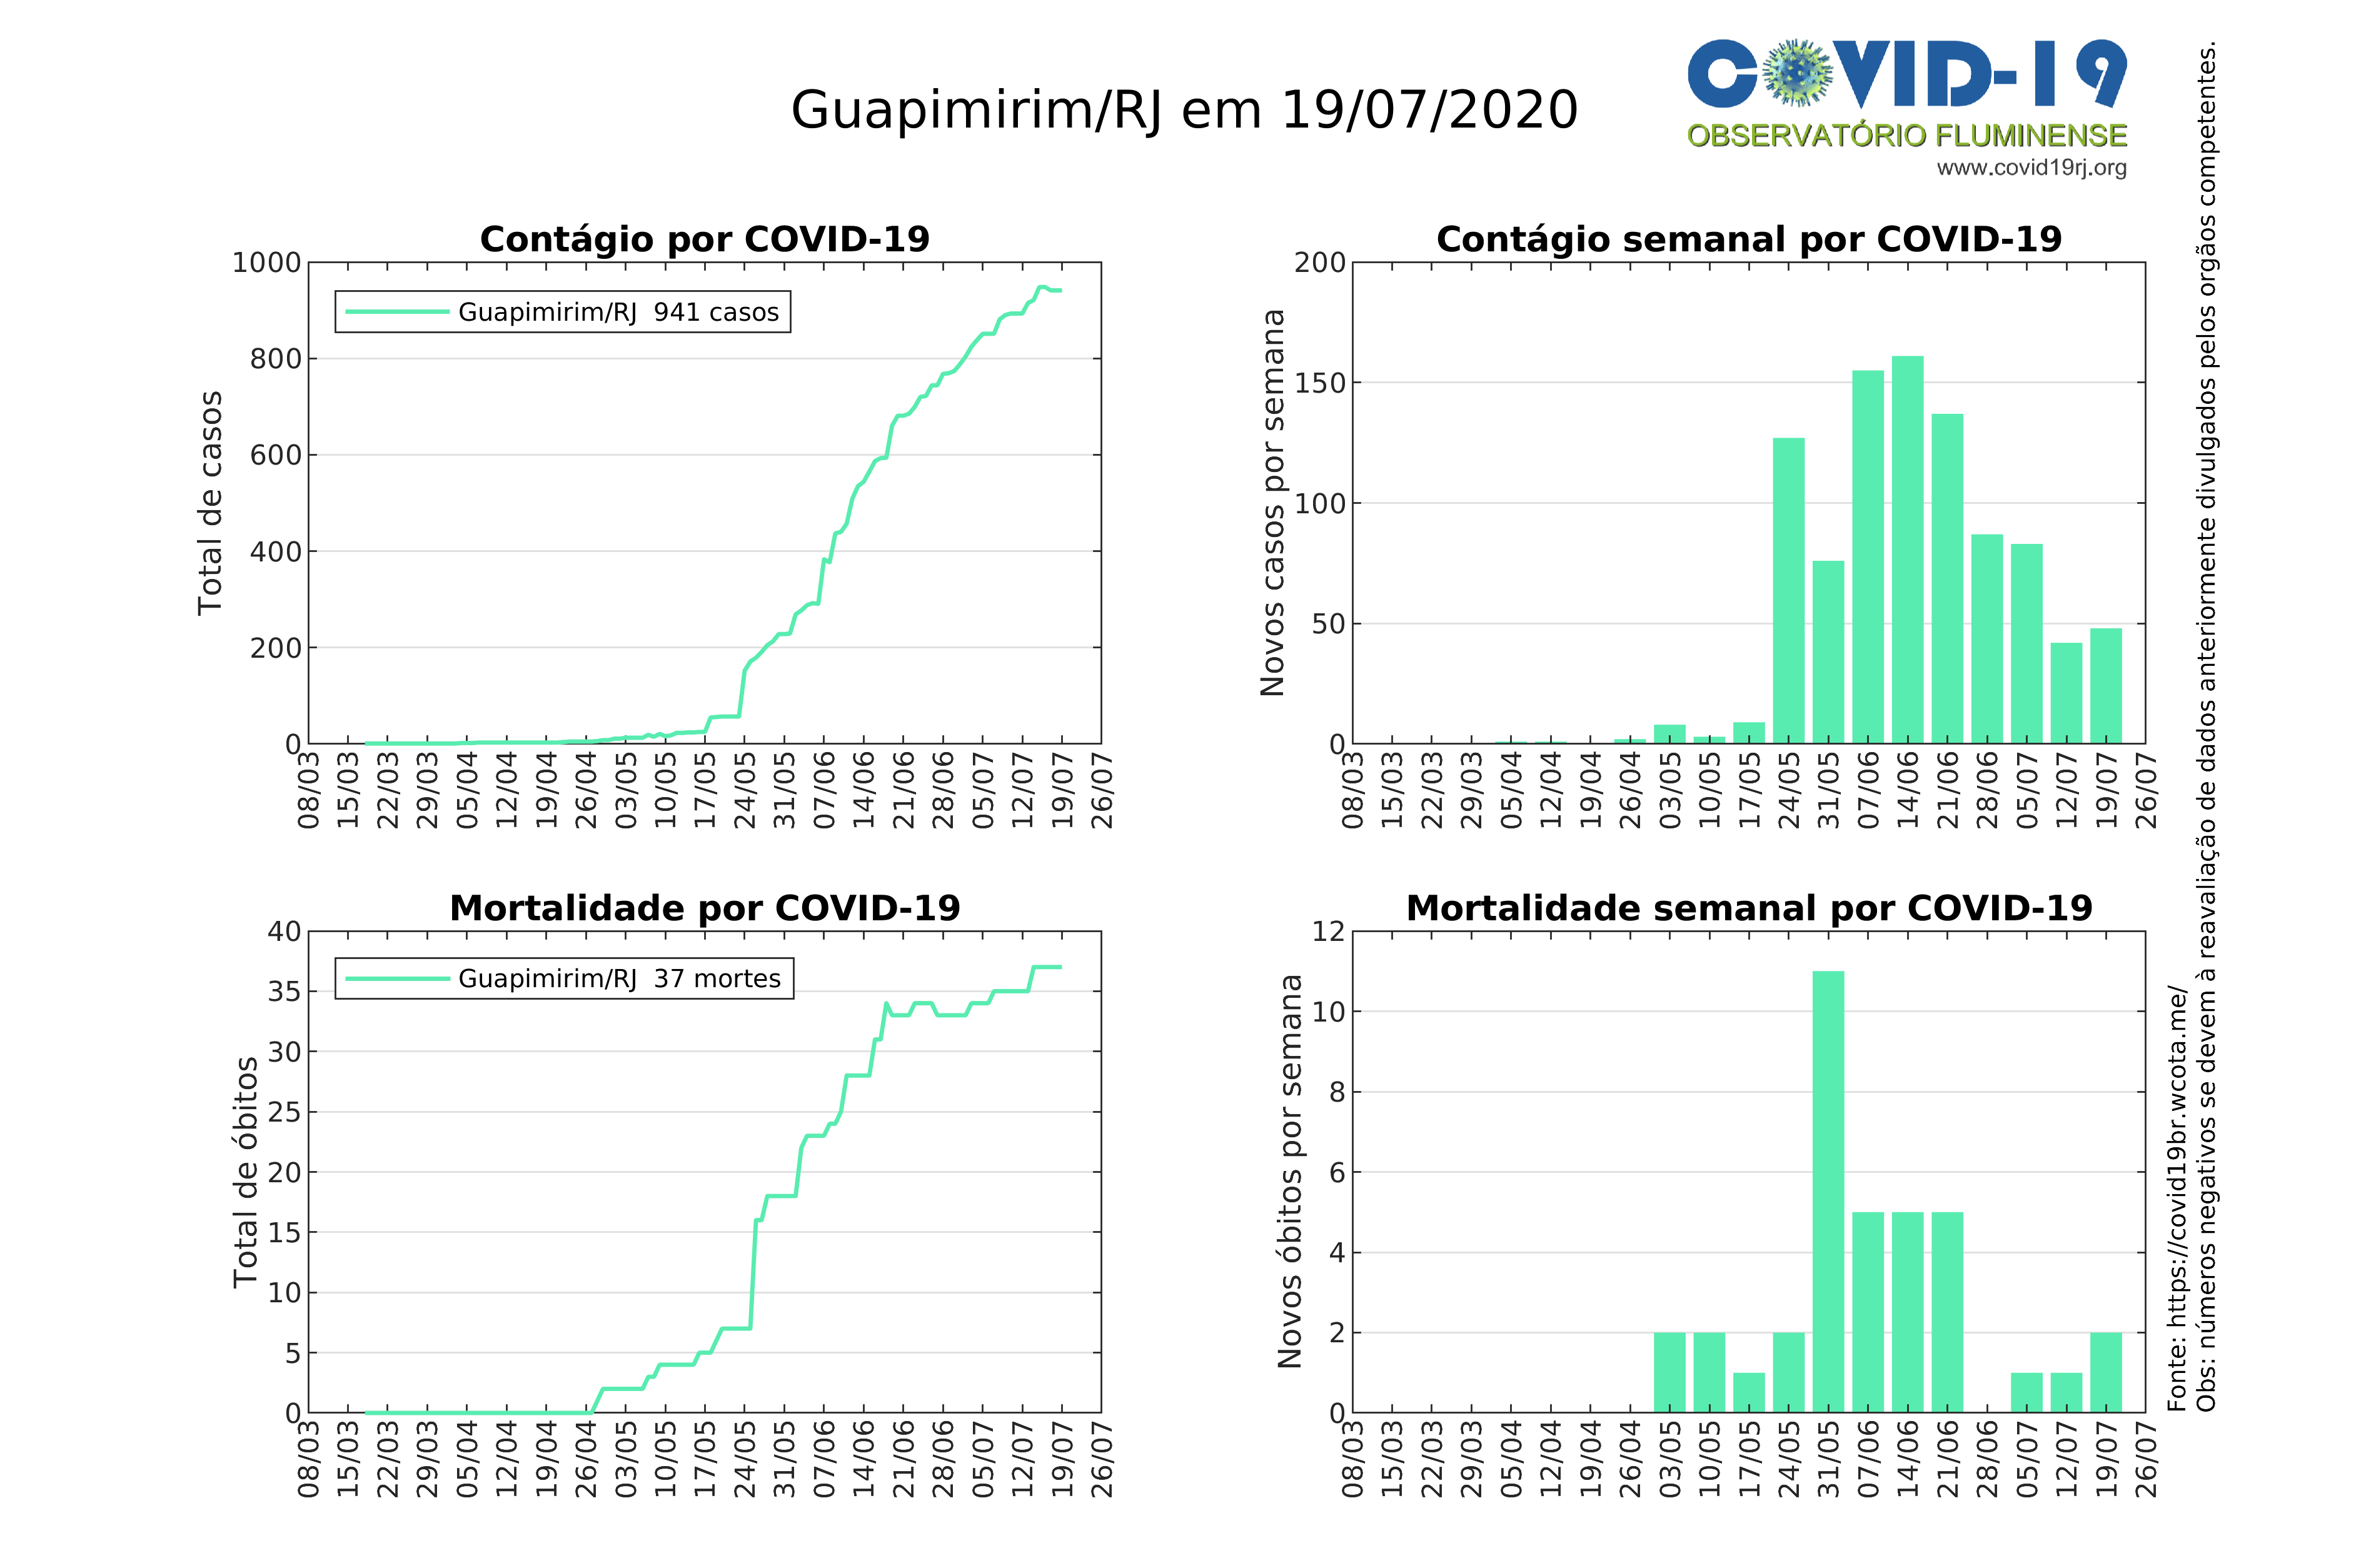 Guapimirim/RJ em 19/07/2020
COVID-19
OBSERVATÓRIO FLUMINENSE
www.covid19rj.org
Contágio por COVID-19
Total de casos
1000
800
600
400
200
0
Guapimirim/RJ 941 casos
08/03 15/03 22/03 29/03 05/04 12/04 19/04 26/04 03/05 10/05 17/05 24/05 31/05 07/06 14/06 21/06 28/06 05/07 12/07 19/07 26/07
Contágio semanal por COVID-19
Novos casos por semana
200
150
100
50
0
08/03 15/03 22/03 29/03 05/04 12/04 19/04 26/04 03/05 10/05 17/05 24/05 31/05 07/06 14/06 21/06 28/06 05/07 12/07 19/07 26/07
Mortalidade por COVID-19
Total de óbitos
40
35
30
25
20
15
10
5
0
Guapimirim/RJ 37 mortes
08/03 15/03 22/03 29/03 05/04 12/04 19/04 26/04 03/05 10/05 17/05 24/05 31/05 07/06 14/06 21/06 28/06 05/07 12/07 19/07 26/07
Mortalidade semanal por COVID-19
Novos óbitos por semana
12
10
8
6
4
2
0
08/03 15/03 22/03 29/03 05/04 12/04 19/04 26/04 03/05 10/05 17/05 24/05 31/05 07/06 14/06 21/06 28/06 05/07 12/07 19/07 26/07
Fonte: https://covid19br.wcota.me/
Obs: números negativos se devem à reavaliação de dados anteriormente divulgados pelos orgãos competentes.